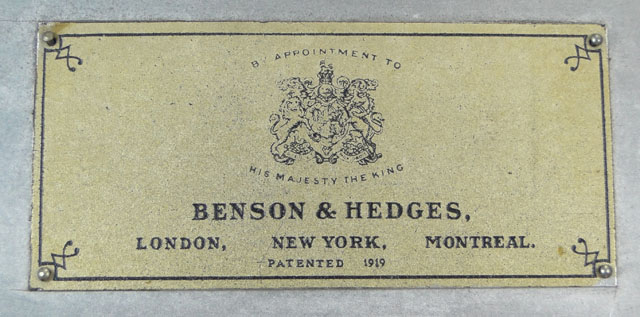 BY APPOINTMENT TO
HIS MAJESTY THE KING
BENSON & HEDGES,
LONDON, NEW YORK, MONTREAL.
PATENTED 1919